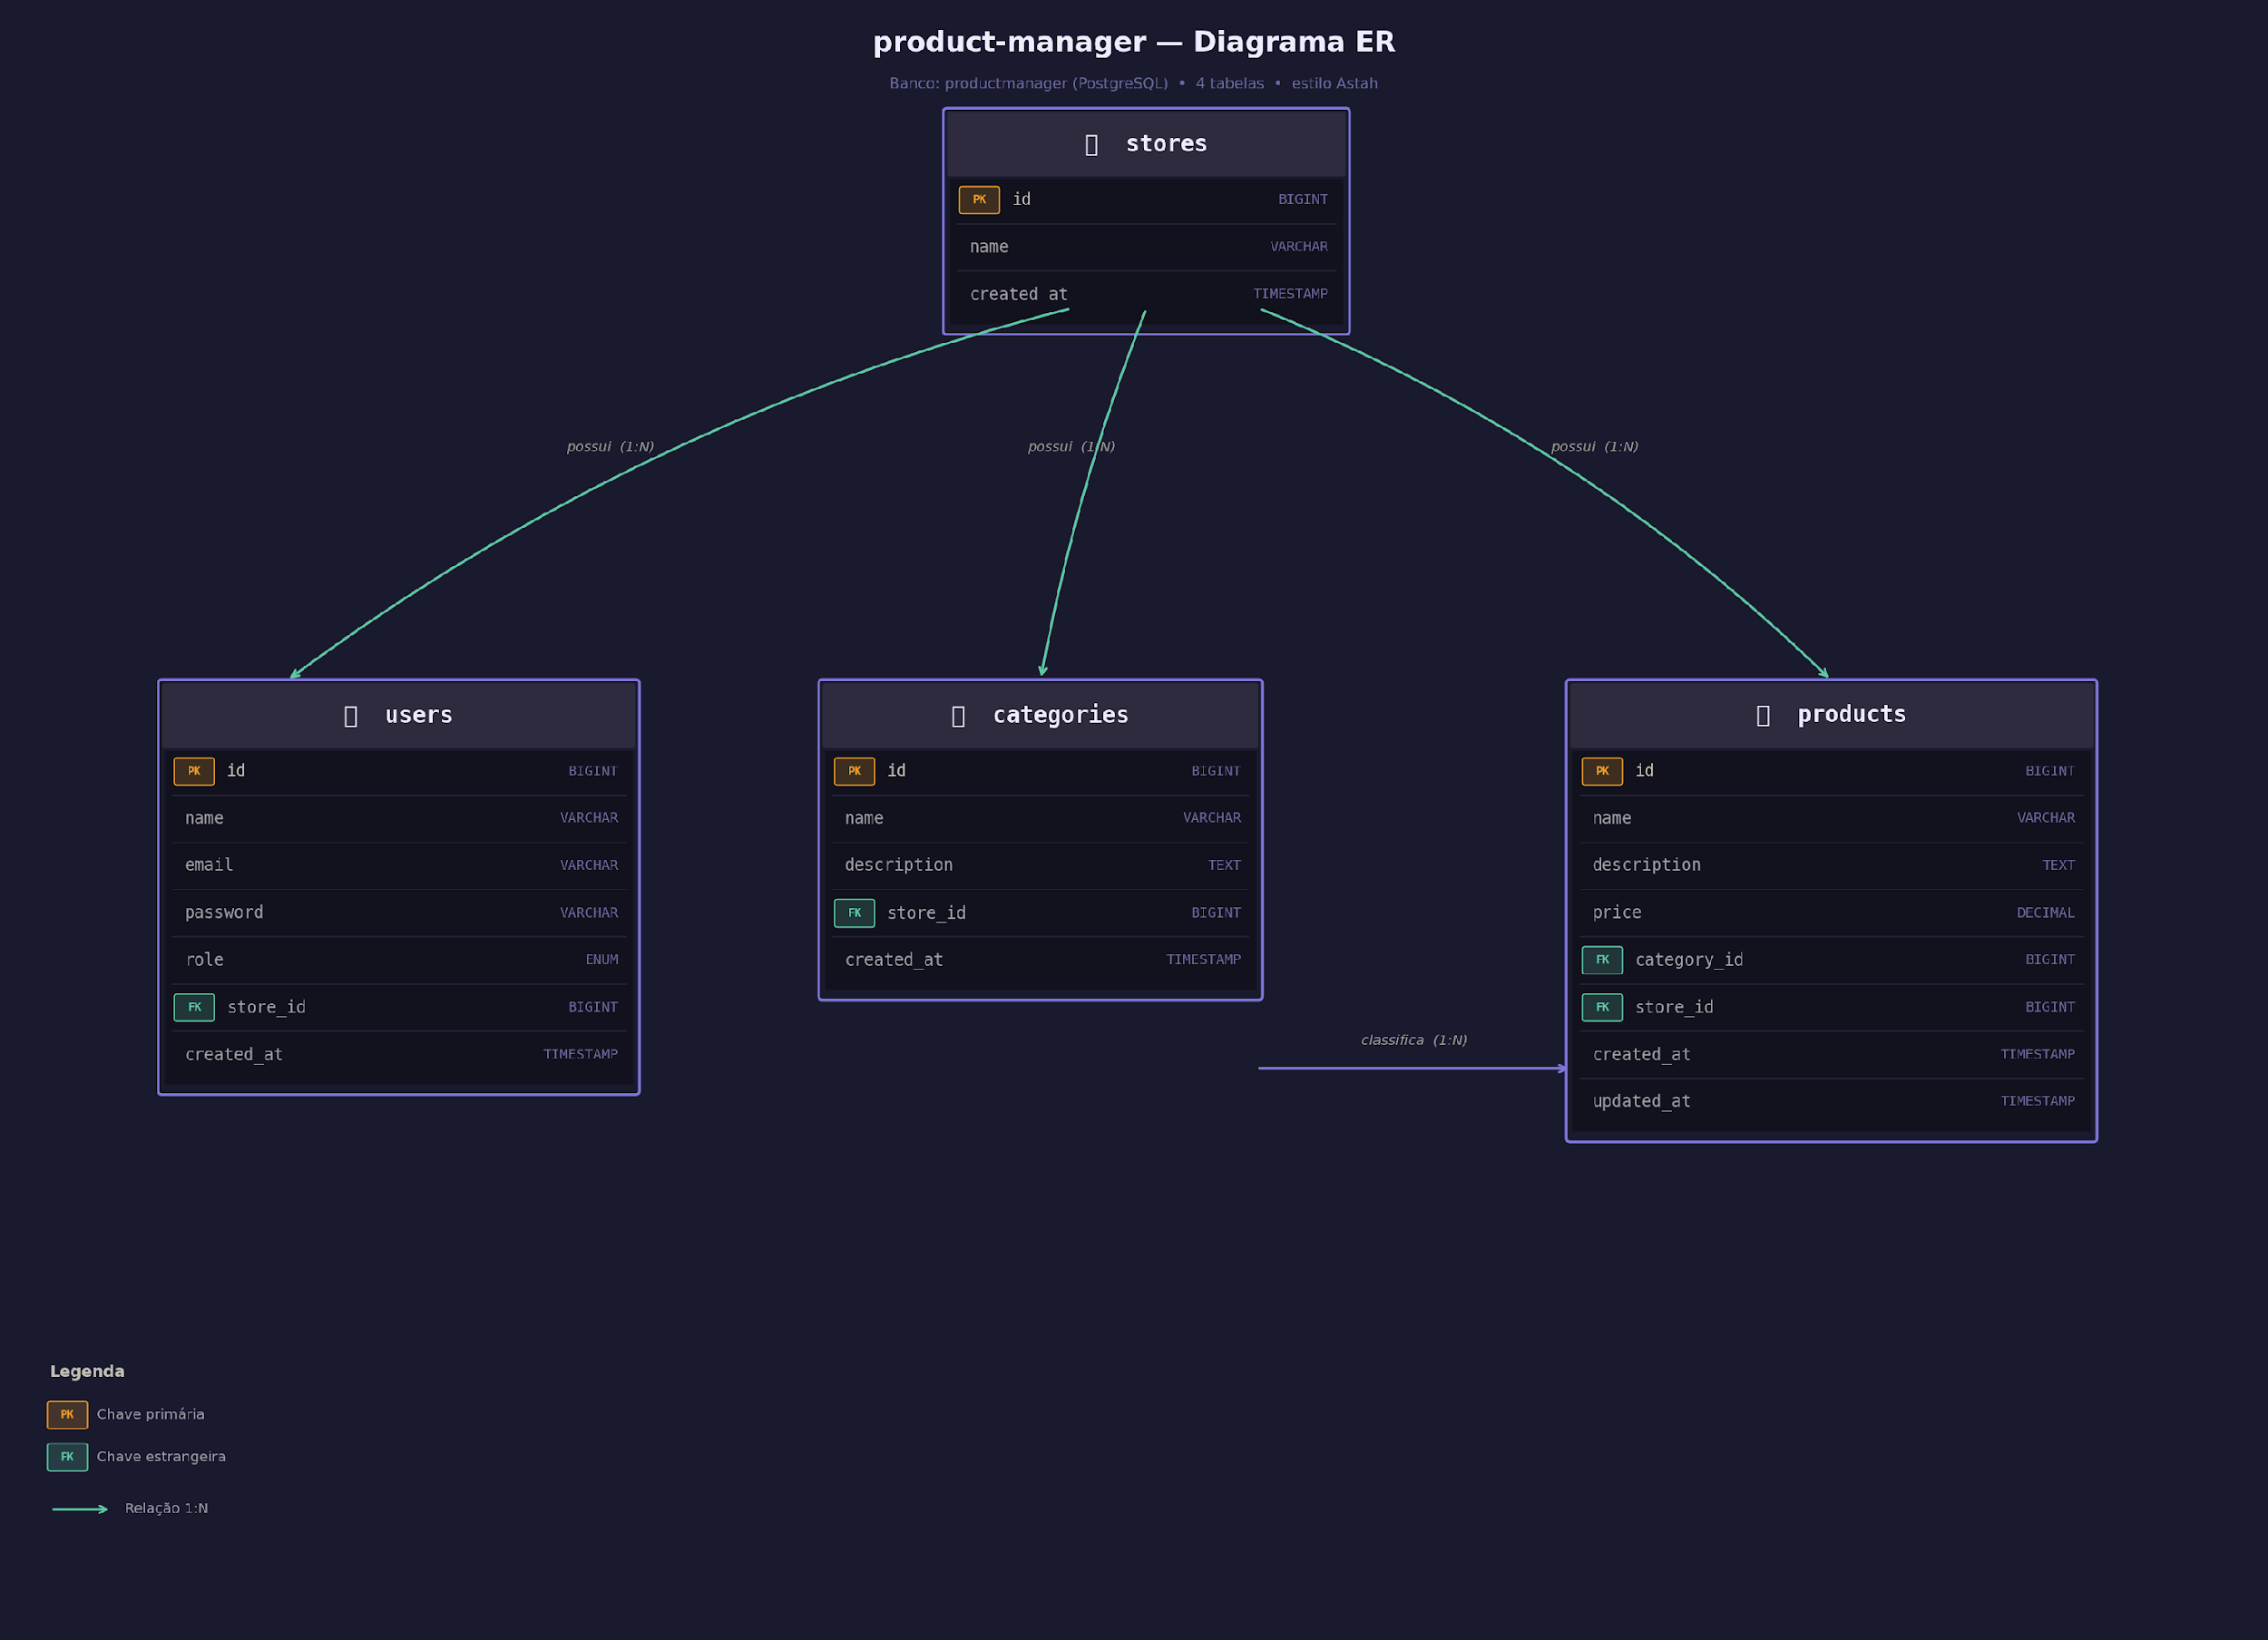 product-manager — Diagrama ER
Banco: productmanager (PostgreSQL) • 4 tabelas • estilo Astah
stores
PK id BIGINT
name VARCHAR
created at TIMESTAMP
possui (1:N)
possui (1:N)
possui (1:N)
users
PK id BIGINT
name VARCHAR
email VARCHAR
password VARCHAR
role ENUM
FK store_id BIGINT
created_at TIMESTAMP
categories
PK id BIGINT
name VARCHAR
description TEXT
FK store_id BIGINT
created_at TIMESTAMP
classifica (1:N)
products
PK id BIGINT
name VARCHAR
description TEXT
price DECIMAL
FK category_id BIGINT
FK store_id BIGINT
created_at TIMESTAMP
updated_at TIMESTAMP
Legenda
PK Chave primária
FK Chave estrangeira
Relação 1:N